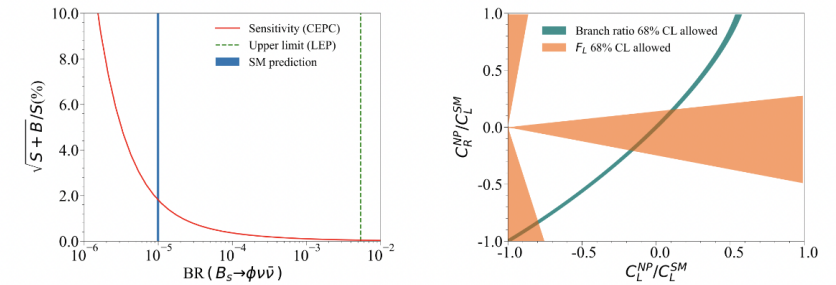 10.0
8.0
6.0
4.0
2.0
0.0
√S + B/S(%)
Sensitivity (CEPC)
Upper limit (LEP)
SM prediction
10⁻⁶ 10⁻⁵ 10⁻⁴ 10⁻³ 10⁻²
BR (Bₛ→ϕνν̄)
1.0
0.5
0.0
-0.5
-1.0
C_R^NP/C_L^SM
Branch ratio 68% CL allowed
F_L 68% CL allowed
-1.0 -0.5 0.0 0.5 1.0
C_L^NP/C_L^SM